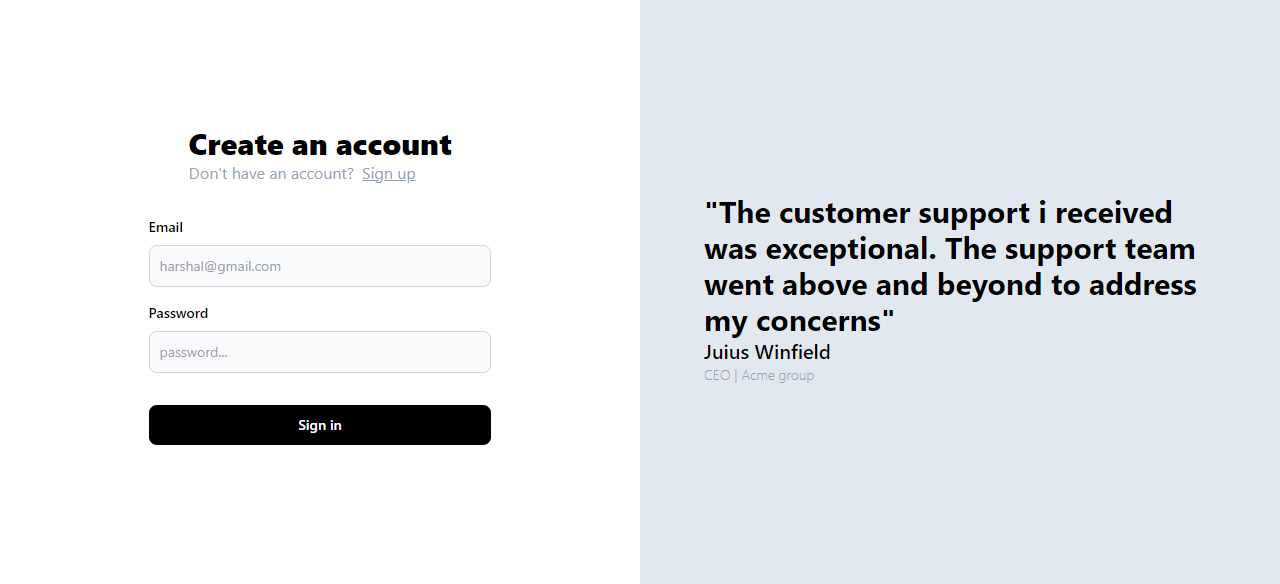 Create an account
Don't have an account? Sign up
Email
harshal@gmail.com
Password
password...
Sign in
"The customer support i received
was exceptional. The support team
went above and beyond to address
my concerns"
Juius Winfield
CEO | Acme group